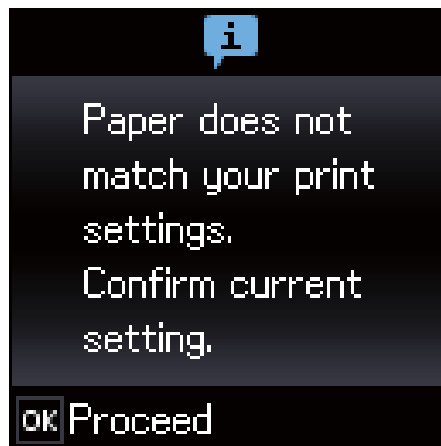 i
Paper does not
match your print
settings.
Confirm current
setting.
OK Proceed